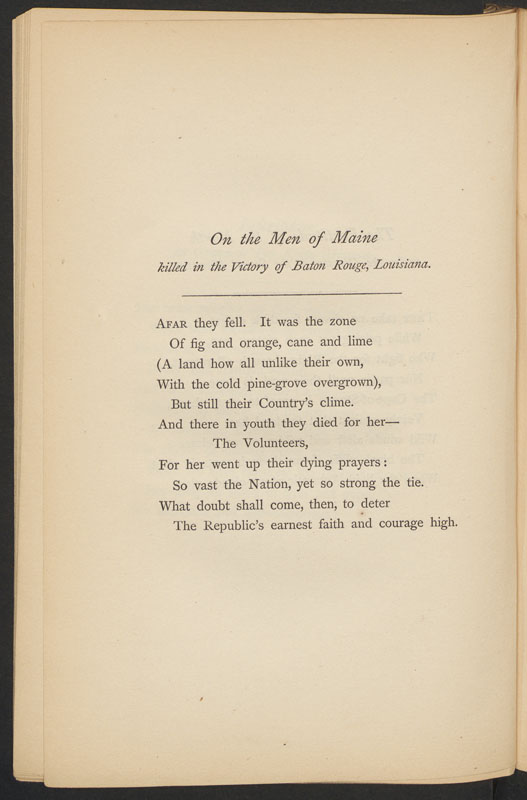 On the Men of Maine
killed in the Victory of Baton Rouge, Louisiana.
AFAR they fell. It was the zone
Of fig and orange, cane and lime
(A land how all unlike their own,
With the cold pine-grove overgrown),
But still their Country's clime.
And there in youth they died for her—
The Volunteers,
For her went up their dying prayers:
So vast the Nation, yet so strong the tie.
What doubt shall come, then, to deter
The Republic's earnest faith and courage high.